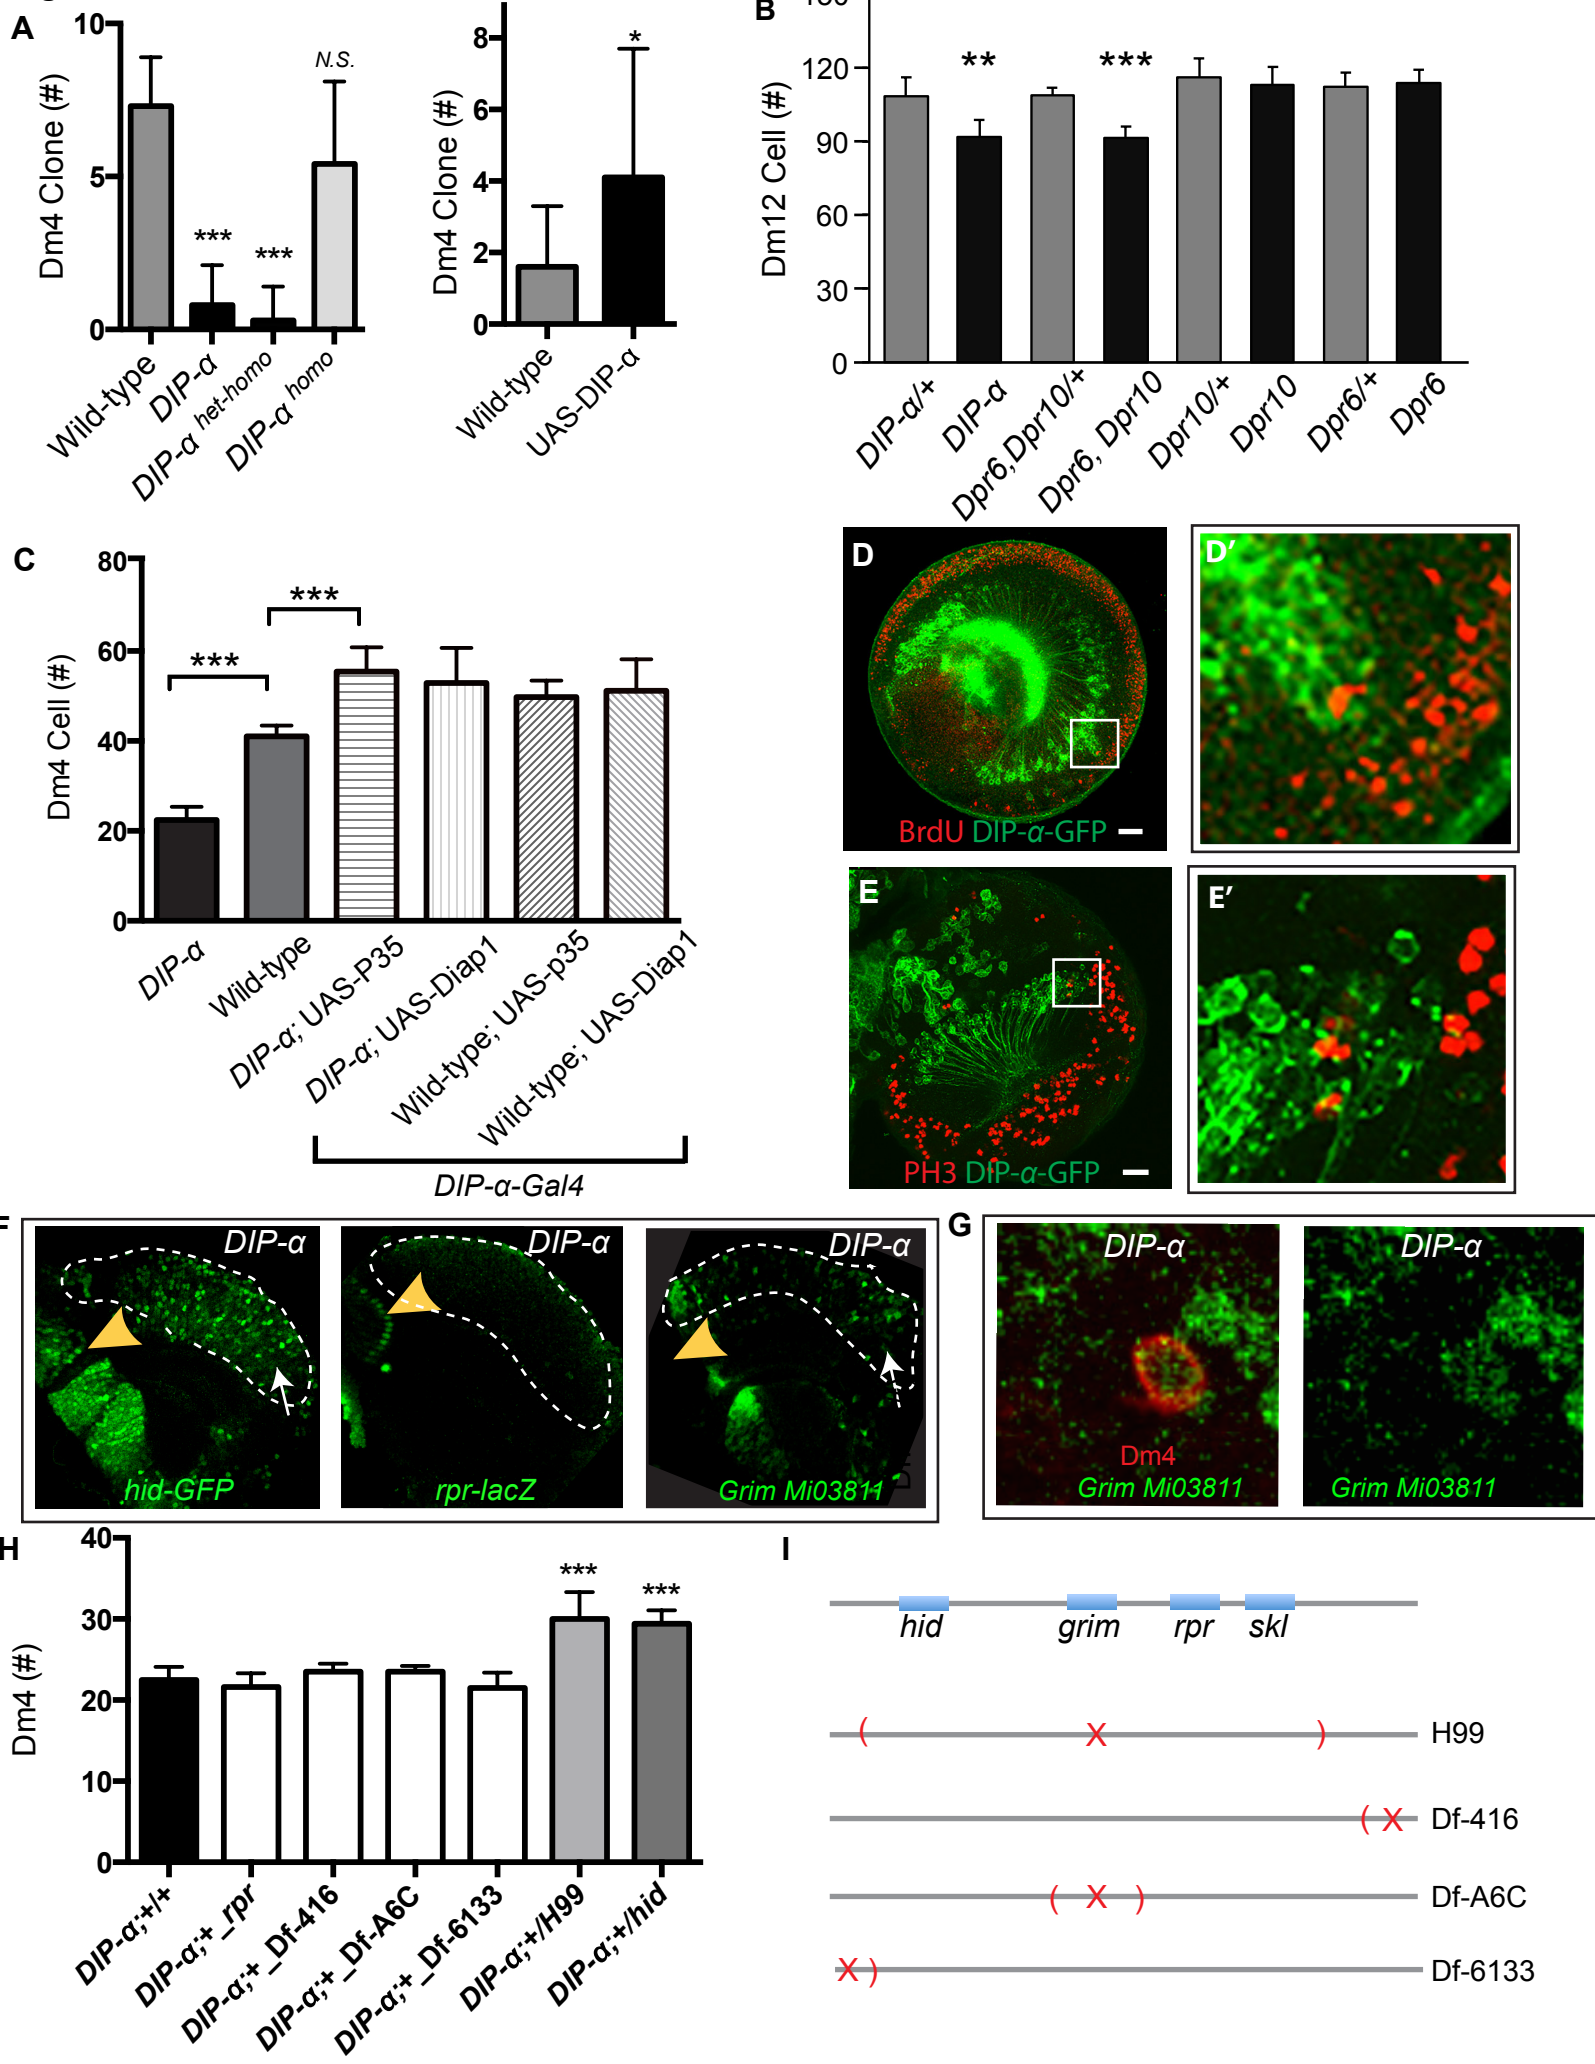 A
Dm4 Clone (#)
10
5
0
***
***
N.S.
Wild-type
DIP-α
DIP-α het-homo
DIP-α homo
Dm4 Clone (#)
8
6
4
2
0
*
Wild-type
UAS-DIP-α
B
Dm12 Cell (#)
120
90
60
30
0
**
***
DIP-α/+
DIP-α
Dpr6,Dpr10/+
Dpr6, Dpr10
Dpr10/+
Dpr10
Dpr6/+
Dpr6
C
Dm4 Cell (#)
80
60
40
20
0
***
***
DIP-α
Wild-type
DIP-α; UAS-P35
DIP-α; UAS-Diap1
Wild-type; UAS-p35
Wild-type; UAS-Diap1
DIP-α-Gal4
D
BrdU DIP-α-GFP
D′
E
PH3 DIP-α-GFP
E′
F
DIP-α
hid-GFP
DIP-α
rpr-lacZ
DIP-α
Grim Mi03811
G
DIP-α
Dm4
Grim Mi03811
DIP-α
Grim Mi03811
H
Dm4 (#)
40
30
20
10
0
***
***
DIP-α;+/+
DIP-α;+_rpr
DIP-α;+_Df-416
DIP-α;+_Df-A6C
DIP-α;+_Df-6133
DIP-α;+/H99
DIP-α;+/hid
I
hid grim rpr skl
( X ) H99
( X Df-416
( X ) Df-A6C
X ) Df-6133